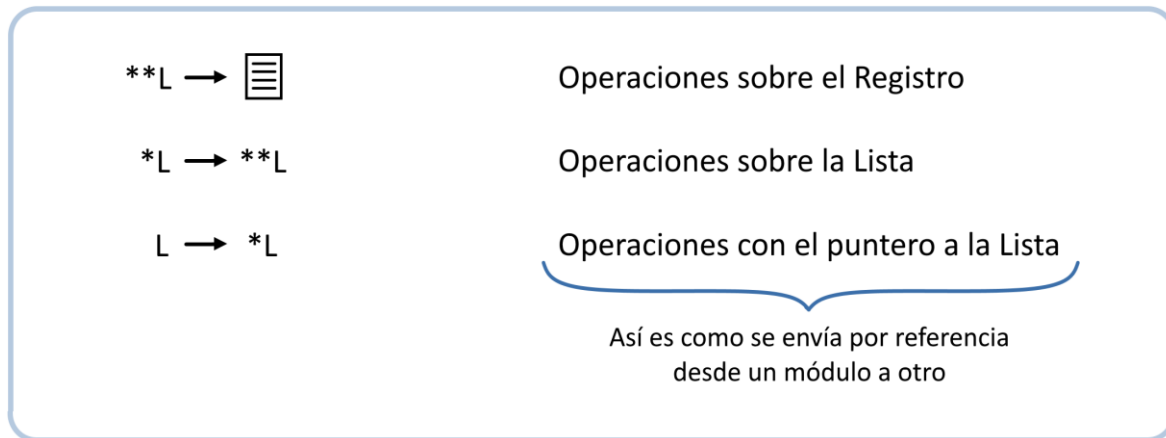 **L → Operaciones sobre el Registro
*L → **L Operaciones sobre la Lista
L → *L Operaciones con el puntero a la Lista
Así es como se envía por referencia
desde un módulo a otro